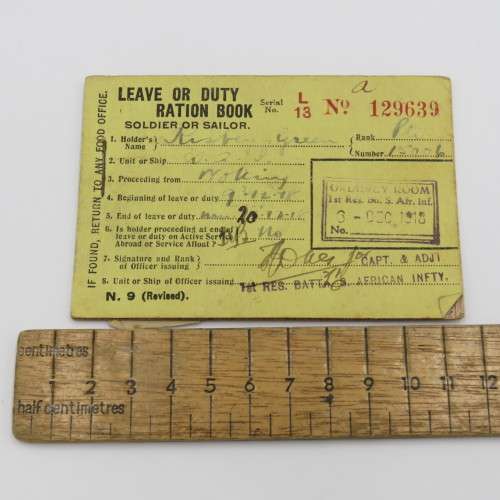 LEAVE OR DUTY
RATION BOOK
SOLDIER OR SAILOR.
Serial No. L/13 No 129639
a
1. Holder's Name Green Rank
Number
2. Unit or Ship
3. Proceeding from Woking
4. Beginning of leave or duty
5. End of leave or duty 20
6. Is holder proceeding at end of leave or duty on Active Service Abroad or Service Afloat? No
7. Signature and Rank of Officer issuing CAPT. & ADJT
8. Unit or Ship of Officer issuing 1st RES. BATTN. S. AFRICAN INFTY.
N. 9 (Revised).
IF FOUND, RETURN TO ANY FOOD OFFICE.
ORDERLY ROOM
1st Res. Bn. S. Afr. Inf.
3 - DEC. 1918
No.
centimetres
1 2 3 4 5 6 7 8 9 10 11 12
half centimetres